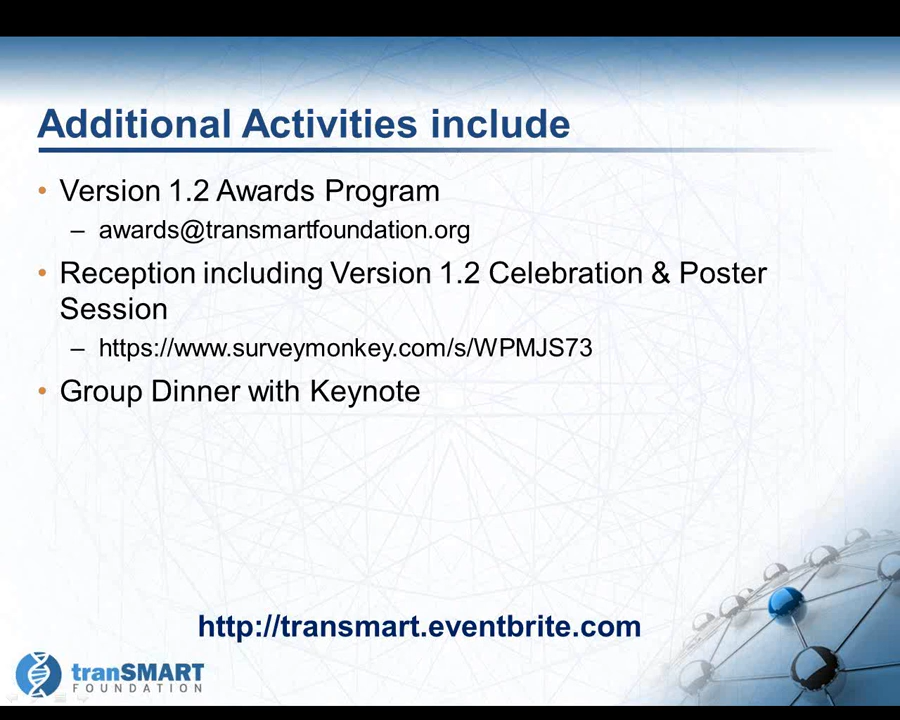 Additional Activities include
• Version 1.2 Awards Program
– awards@transmartfoundation.org
• Reception including Version 1.2 Celebration & Poster
Session
– https://www.surveymonkey.com/s/WPMJS73
• Group Dinner with Keynote
http://transmart.eventbrite.com
tranSMART
FOUNDATION